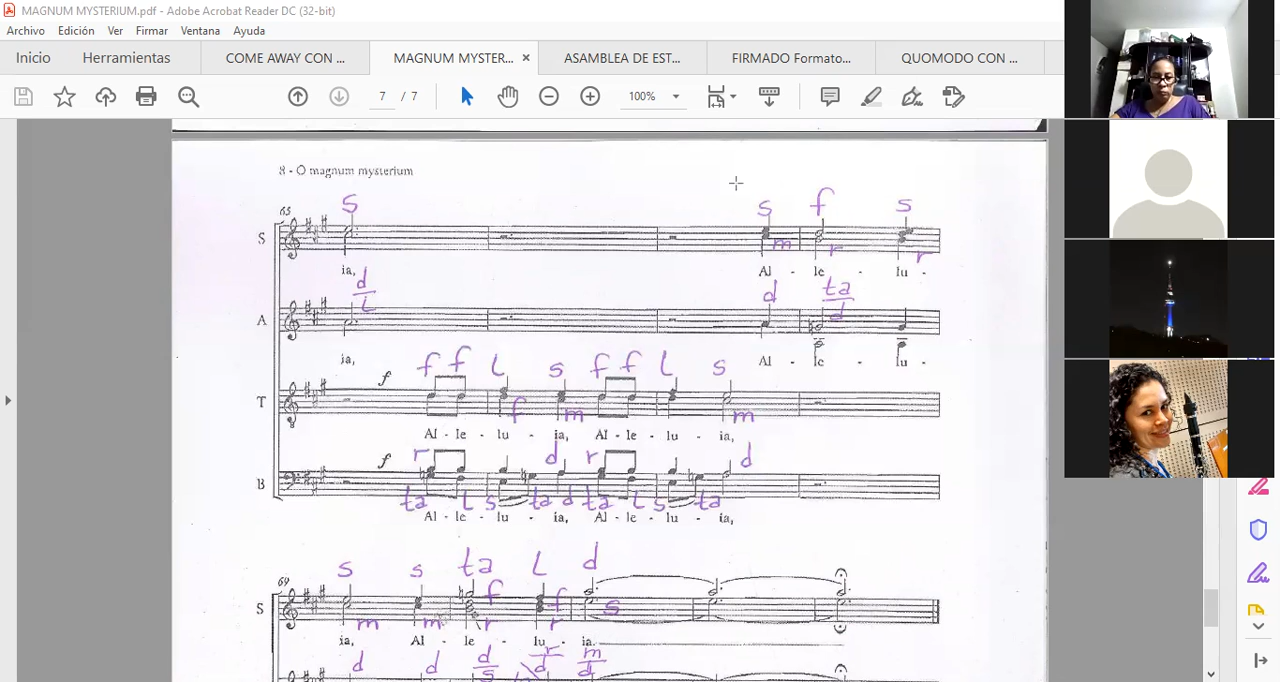 MAGNUM MYSTERIUM.pdf - Adobe Acrobat Reader DC (32-bit)
Archivo Edición Ver Firmar Ventana Ayuda
Inicio Herramientas COME AWAY CON ... MAGNUM MYSTER... × ASAMBLEA DE EST... FIRMADO Formato... QUOMODO CON ...
7 / 7 100%
8 - O magnum mysterium
65
s s f s
S
m r r
ia, Al - le - lu -
d d ta
L d
A
ia, Al - le - lu -
f f f L s f f L s
T
f m m
Al - le - lu - ia, Al - le - lu - ia,
f r d r d
B
ta L s ta d ta L s ta
Al - le - lu - ia, Al - le - lu - ia,
69
s s ta L d
S
f f s
m m r r
ia, Al - le - lu - ia.
d d d r m
s d d